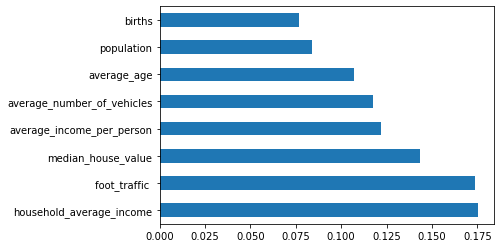 births
population
average_age
average_number_of_vehicles
average_income_per_person
median_house_value
foot_traffic
household_average_income
0.000 0.025 0.050 0.075 0.100 0.125 0.150 0.175